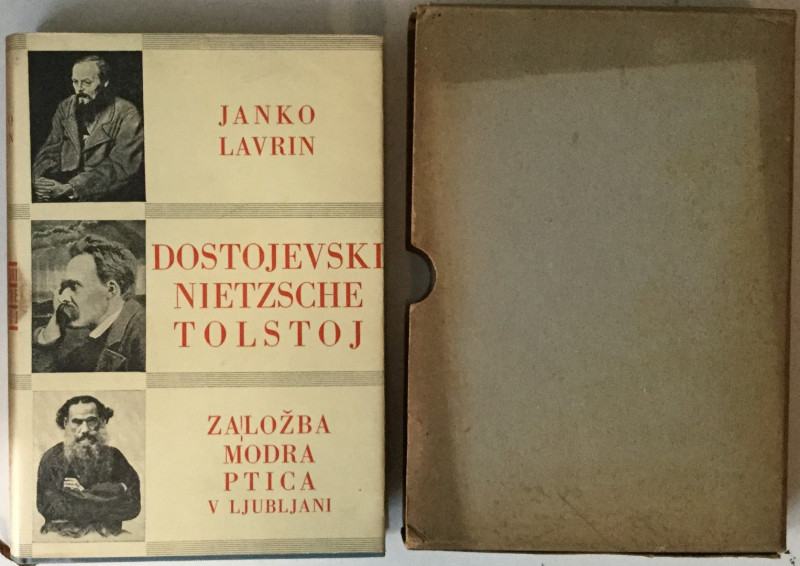 JANKO
LAVRIN
DOSTOJEVSKI
NIETZSCHE
TOLSTOJ
ZALOŽBA
MODRA
PTICA
V LJUBLJANI